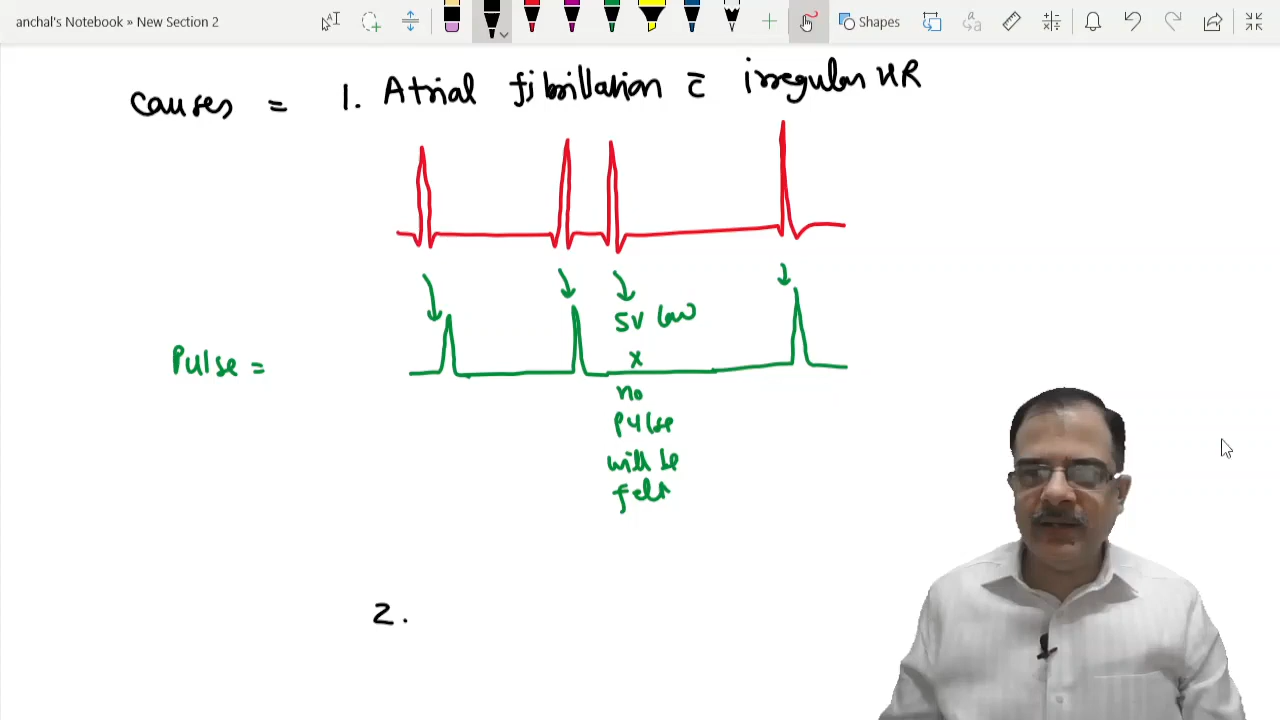 anchal's Notebook » New Section 2
Shapes
Causes = 1. Atrial fibrillation c̄ irregular HR
SV low
Pulse = x
no
pulse
will be
felt
2.